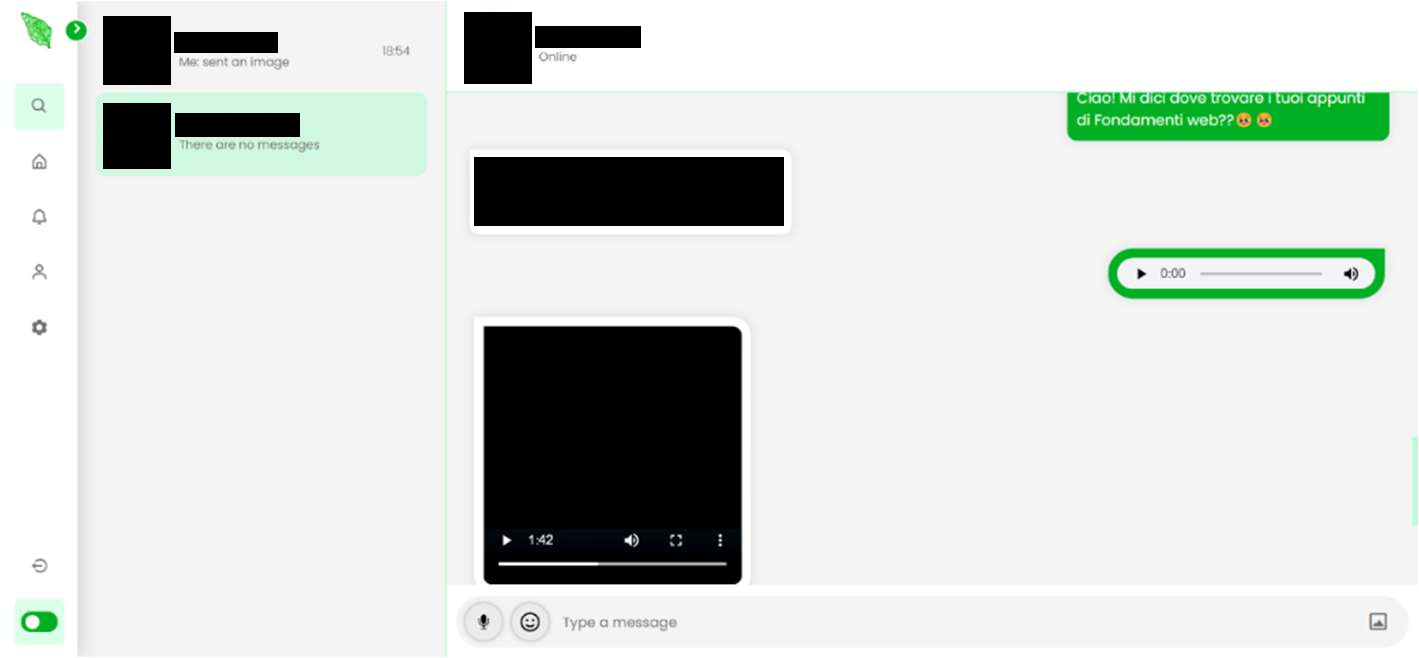 Me: sent an image
18:54
There are no messages
Online
Ciao! Mi dici dove trovare i tuoi appunti
di Fondamenti web??🥺 🥺
0:00
1:42
Type a message